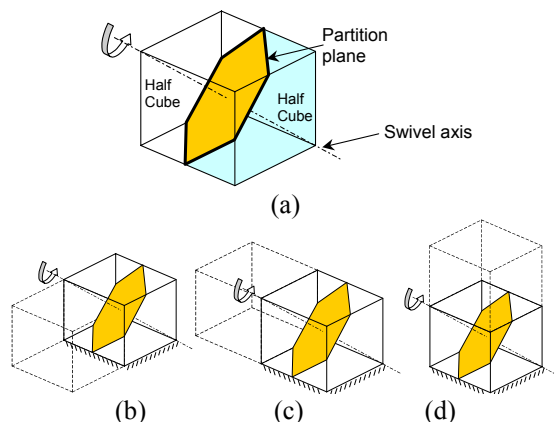 Partition
plane
Half
Cube
Half
Cube
Swivel axis
(a)
(b)
(c)
(d)